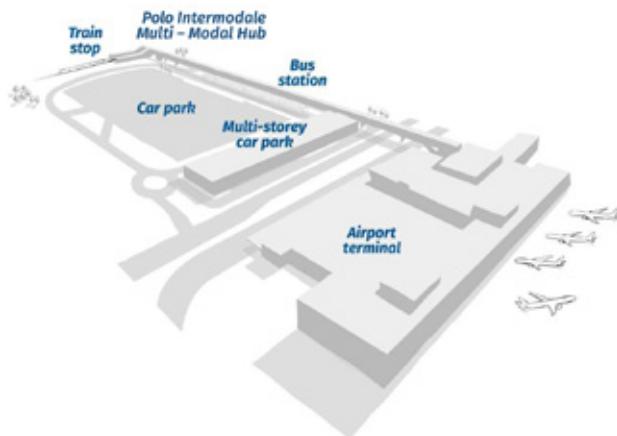 Polo Intermodale
Multi – Modal Hub
Train
stop
Bus
station
Car park
Multi-storey
car park
Airport
terminal